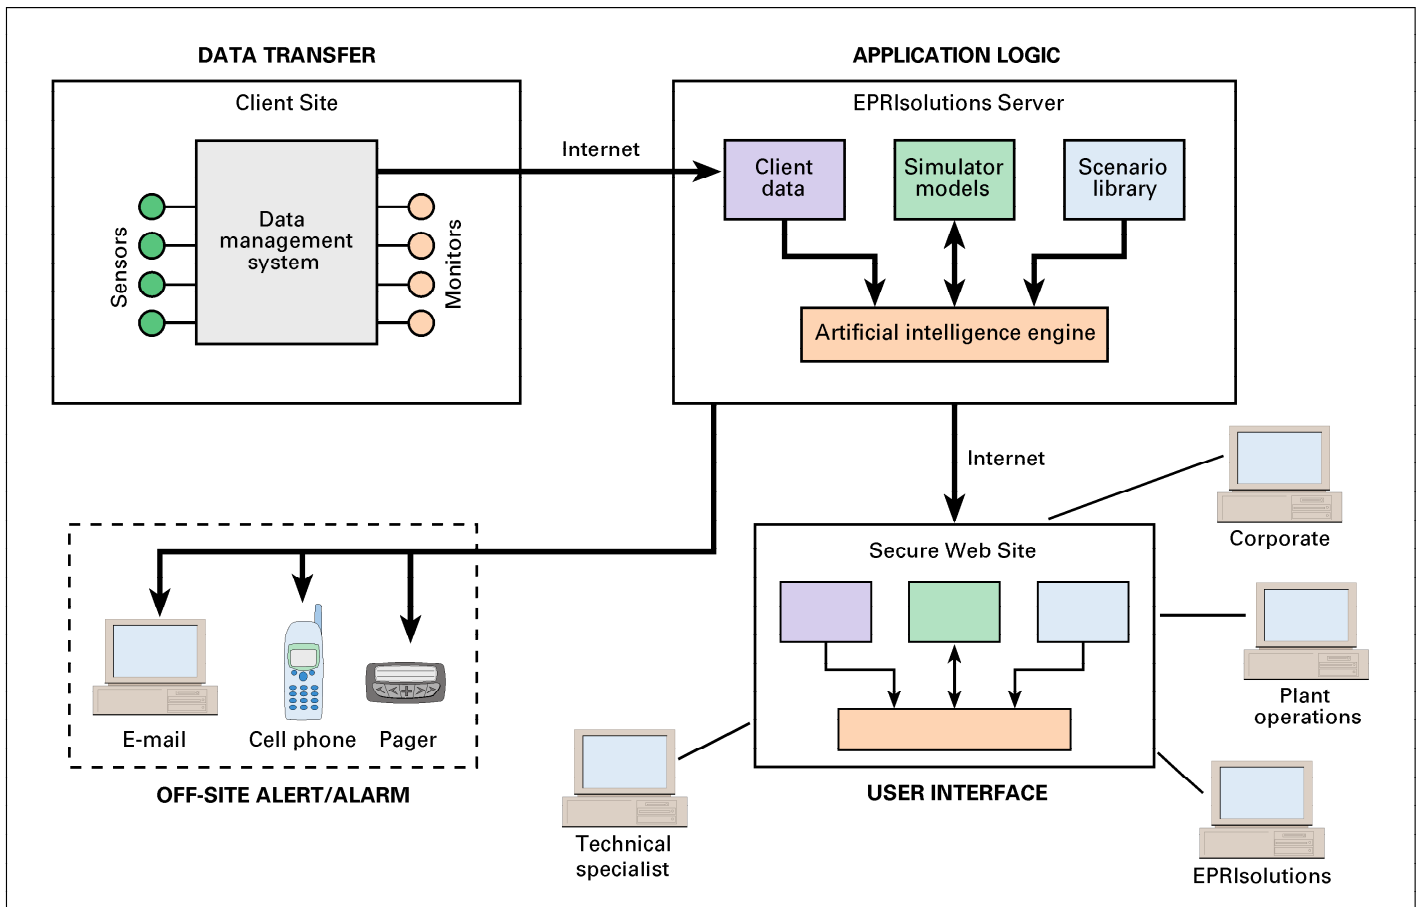 DATA TRANSFER
Client Site
Sensors
Data
management
system
Monitors
Internet
APPLICATION LOGIC
EPRIsolutions Server
Client
data
Simulator
models
Scenario
library
Artificial intelligence engine
Internet
E-mail
Cell phone
Pager
OFF-SITE ALERT/ALARM
Secure Web Site
USER INTERFACE
Corporate
Plant
operations
EPRIsolutions
Technical
specialist